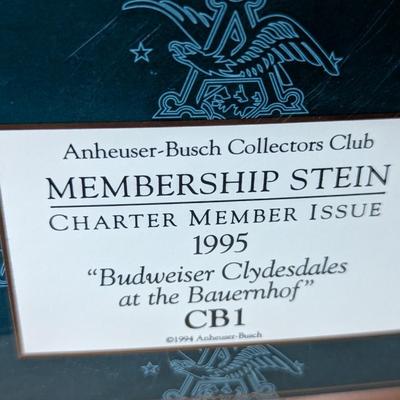 Anheuser-Busch Collectors Club
MEMBERSHIP STEIN
CHARTER MEMBER ISSUE
1995
“Budweiser Clydesdales
at the Bauernhof”
CB1
©1994 Anheuser-Busch